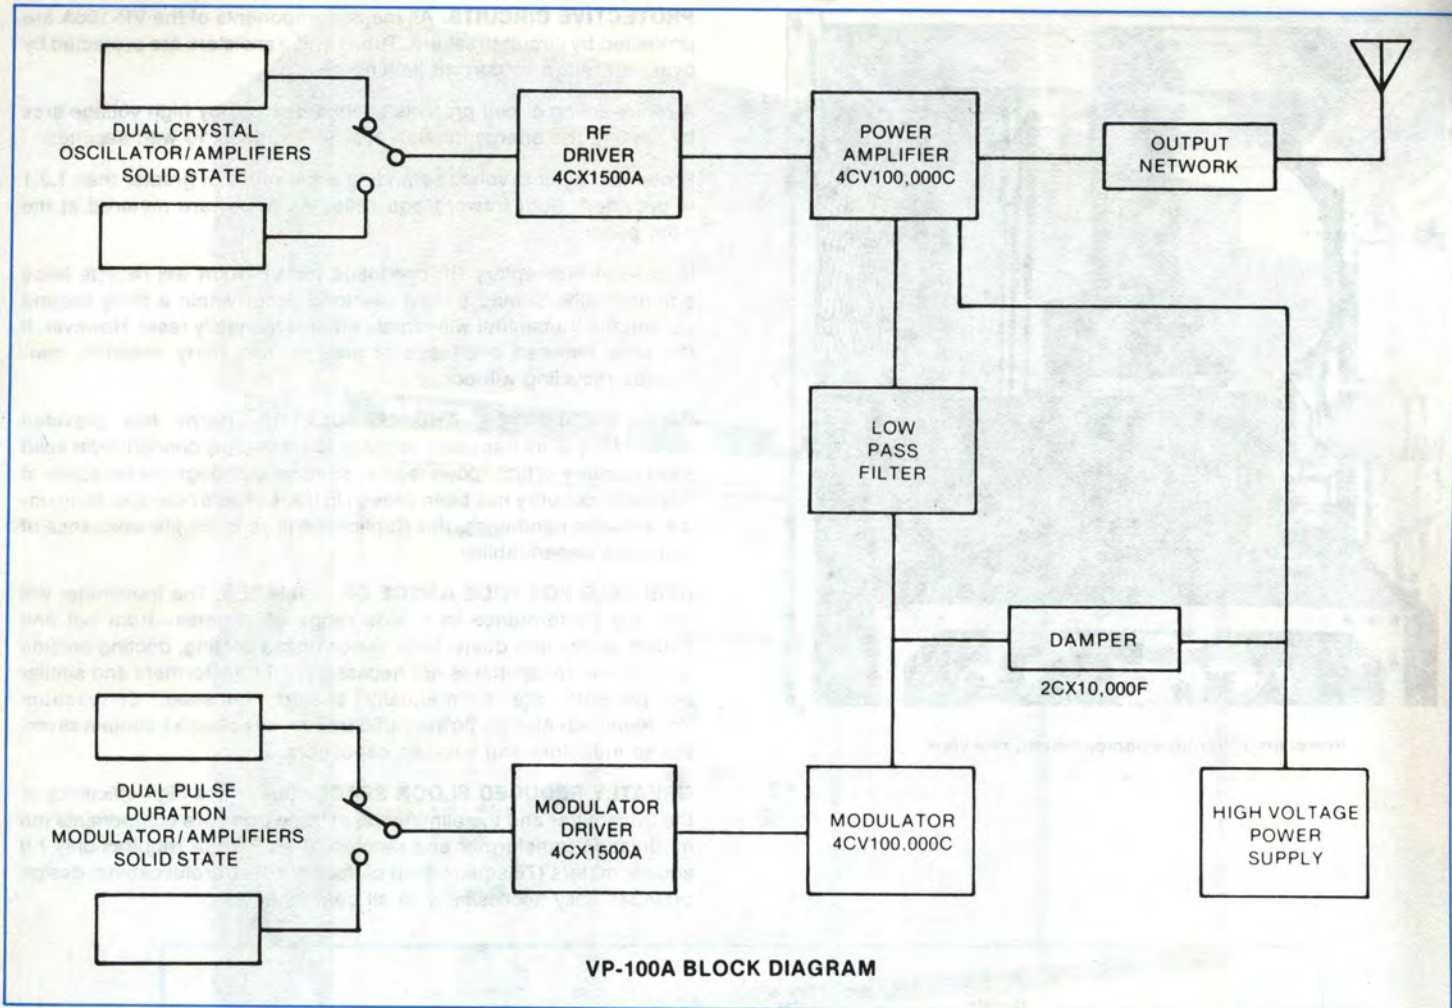 DUAL CRYSTAL
OSCILLATOR/AMPLIFIERS
SOLID STATE
RF
DRIVER
4CX1500A
POWER
AMPLIFIER
4CV100,000C
OUTPUT
NETWORK
LOW
PASS
FILTER
DAMPER
2CX10,000F
DUAL PULSE
DURATION
MODULATOR/AMPLIFIERS
SOLID STATE
MODULATOR
DRIVER
4CX1500A
MODULATOR
4CV100.000C
HIGH VOLTAGE
POWER
SUPPLY
VP-100A BLOCK DIAGRAM